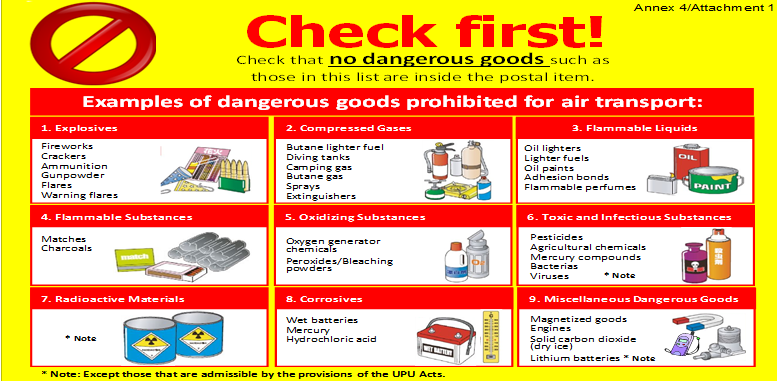 Annex 4/Attachment 1
Check first!
Check that no dangerous goods such as
those in this list are inside the postal item.
Examples of dangerous goods prohibited for air transport:
1. Explosives
Fireworks
Crackers
Ammunition
Gunpowder
Flares
Warning flares
2. Compressed Gases
Butane lighter fuel
Diving tanks
Camping gas
Butane gas
Sprays
Extinguishers
3. Flammable Liquids
Oil lighters
Lighter fuels
Oil paints
Adhesion bonds
Flammable perfumes
OIL
PAINT
4. Flammable Substances
Matches
Charcoals
match
5. Oxidizing Substances
Oxygen generator
chemicals
Peroxides/Bleaching
powders
6. Toxic and Infectious Substances
Pesticides
Agricultural chemicals
Mercury compounds
Bacterias
Viruses * Note
7. Radioactive Materials
* Note
8. Corrosives
Wet batteries
Mercury
Hydrochloric acid
WET BATTERY
9. Miscellaneous Dangerous Goods
Magnetized goods
Engines
Solid carbon dioxide
(dry ice)
Lithium batteries * Note
* Note: Except those that are admissible by the provisions of the UPU Acts.